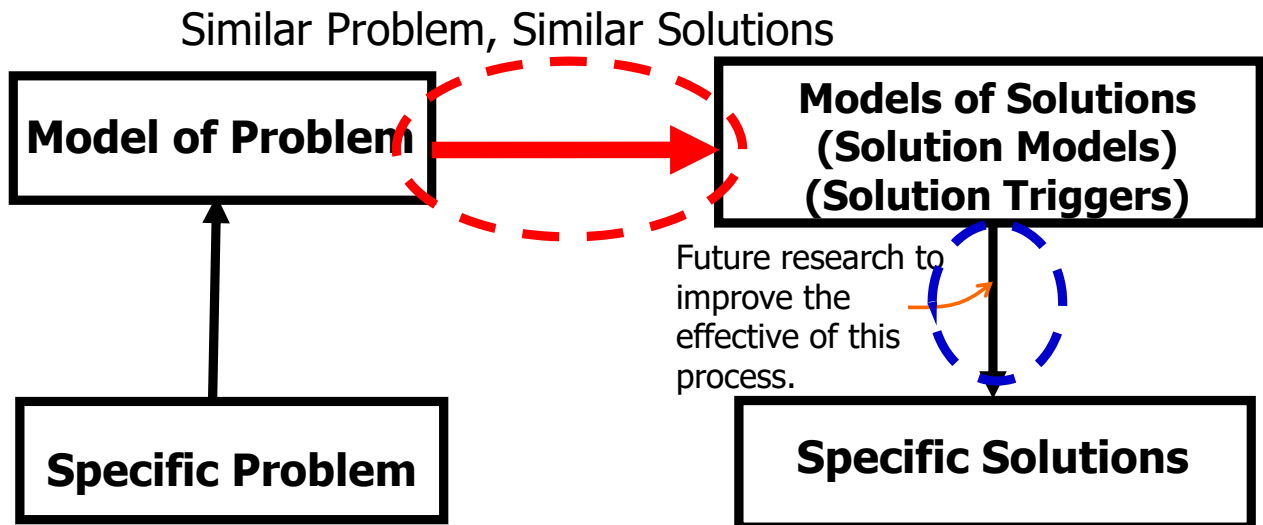 Similar Problem, Similar Solutions
Model of Problem
Models of Solutions
(Solution Models)
(Solution Triggers)
Future research to
improve the
effective of this
process.
Specific Problem
Specific Solutions